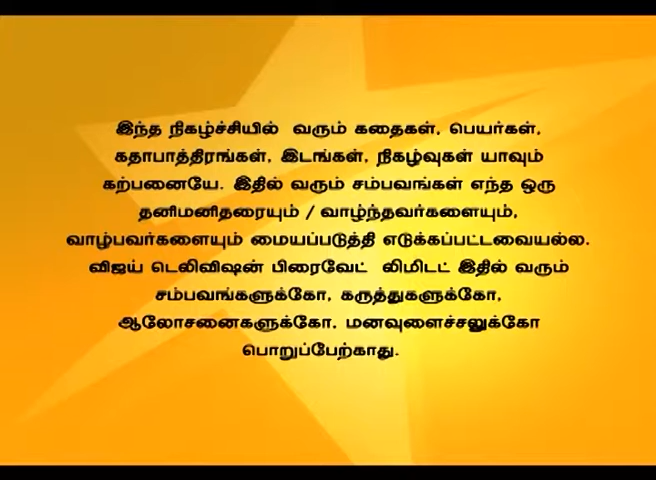 இந்த நிகழ்ச்சியில் வரும் கதைகள், பெயர்கள்,
கதாபாத்திரங்கள், இடங்கள், நிகழ்வுகள் யாவும்
கற்பனையே. இதில் வரும் சம்பவங்கள் எந்த ஒரு
தனிமனிதரையும் / வாழ்ந்தவர்களையும்,
வாழ்பவர்களையும் மையப்படுத்தி எடுக்கப்பட்டவையல்ல.
விஜய் டெலிவிஷன் பிரைவேட் லிமிடட் இதில் வரும்
சம்பவங்களுக்கோ, கருத்துகளுக்கோ,
ஆலோசனைகளுக்கோ, மனவுளைச்சலுக்கோ
பொறுப்பேற்காது.